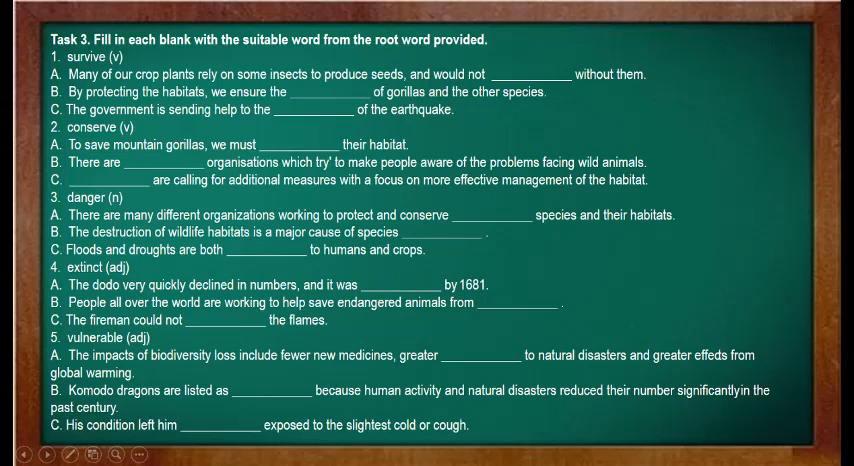 Task 3. Fill in each blank with the suitable word from the root word provided.
1. survive (v)
A. Many of our crop plants rely on some insects to produce seeds, and would not ____________ without them.
B. By protecting the habitats, we ensure the ____________ of gorillas and the other species.
C. The government is sending help to the ____________ of the earthquake.
2. conserve (v)
A. To save mountain gorillas, we must ____________ their habitat.
B. There are ____________ organisations which try' to make people aware of the problems facing wild animals.
C. ____________ are calling for additional measures with a focus on more effective management of the habitat.
3. danger (n)
A. There are many different organizations working to protect and conserve ____________ species and their habitats.
B. The destruction of wildlife habitats is a major cause of species ____________ .
C. Floods and droughts are both ____________ to humans and crops.
4. extinct (adj)
A. The dodo very quickly declined in numbers, and it was ____________ by 1681.
B. People all over the world are working to help save endangered animals from ____________ .
C. The fireman could not ____________ the flames.
5. vulnerable (adj)
A. The impacts of biodiversity loss include fewer new medicines, greater ____________ to natural disasters and greater effeds from
global warming.
B. Komodo dragons are listed as ____________ because human activity and natural disasters reduced their number significantlyin the
past century.
C. His condition left him ____________ exposed to the slightest cold or cough.